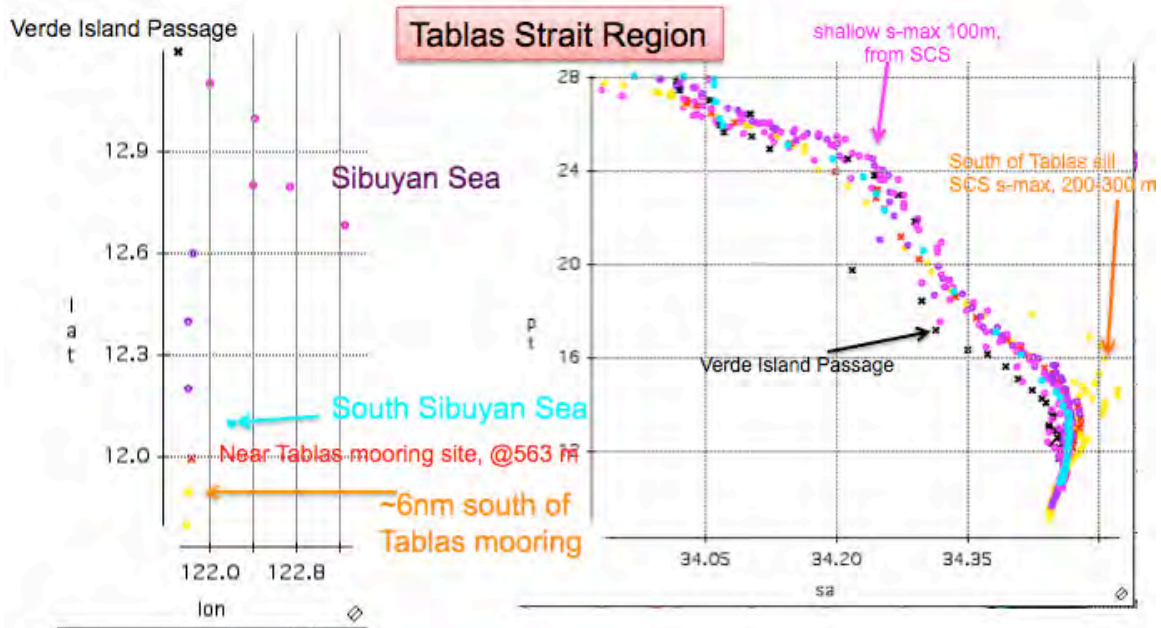 Tablas Strait Region
Verde Island Passage
12.9
Sibuyan Sea
12.6
l
a
t
12.3
South Sibuyan Sea
Near Tablas mooring site, @563 m
12.0
~6nm south of
Tablas mooring
122.0
122.8
lon
shallow s-max 100m,
from SCS
28
South of Tablas sill
SCS s-max, 200-300 m
24
20
pt
Verde Island Passage
16
12
34.05
34.20
34.35
sa